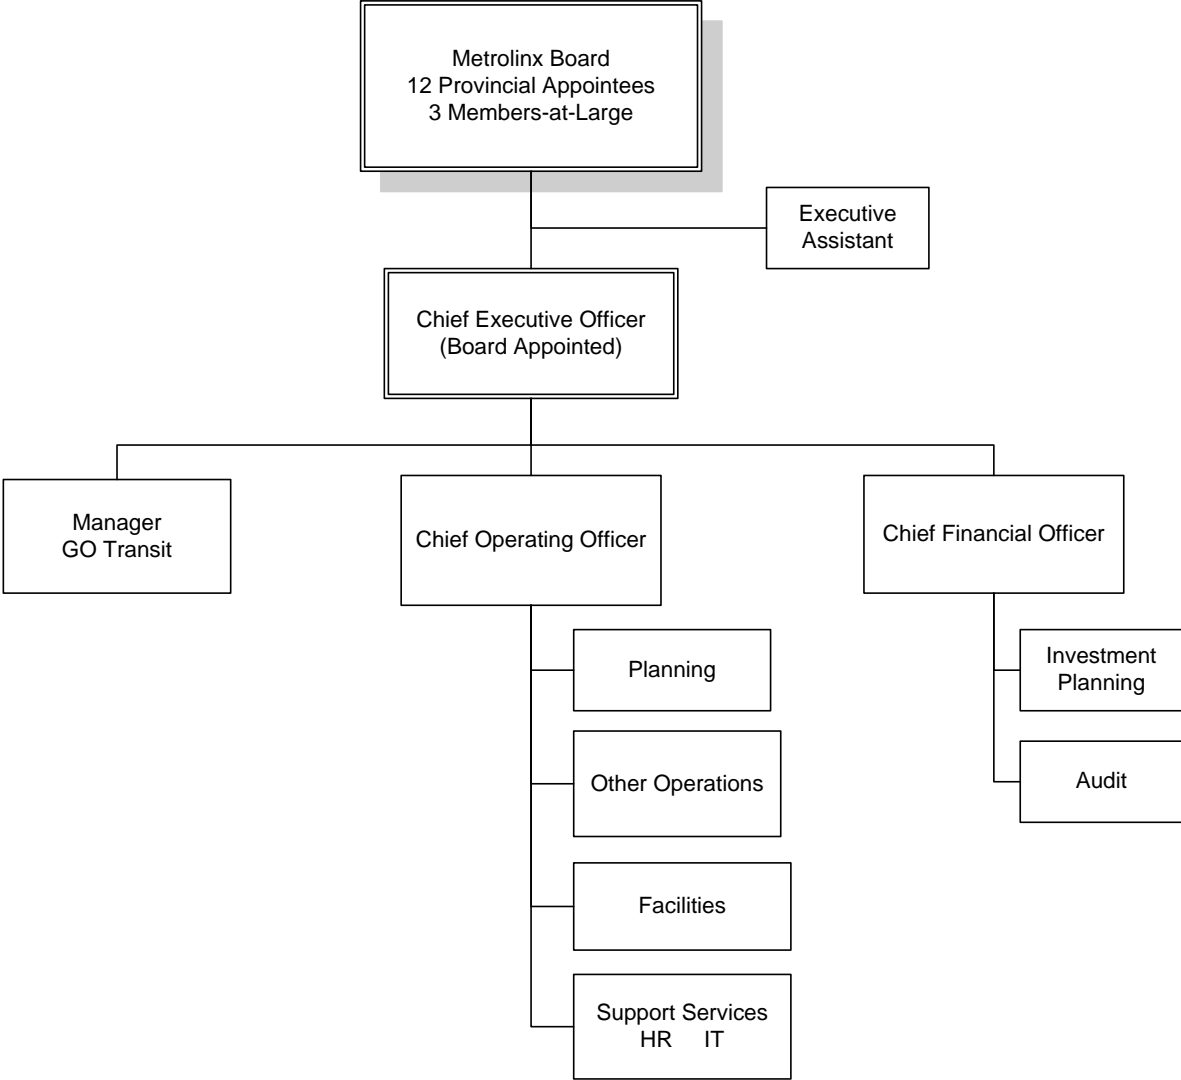 Metrolinx Board
12 Provincial Appointees
3 Members-at-Large
Executive
Assistant
Chief Executive Officer
(Board Appointed)
Manager
GO Transit
Chief Operating Officer
Chief Financial Officer
Planning
Investment
Planning
Other Operations
Audit
Facilities
Support Services
HR IT